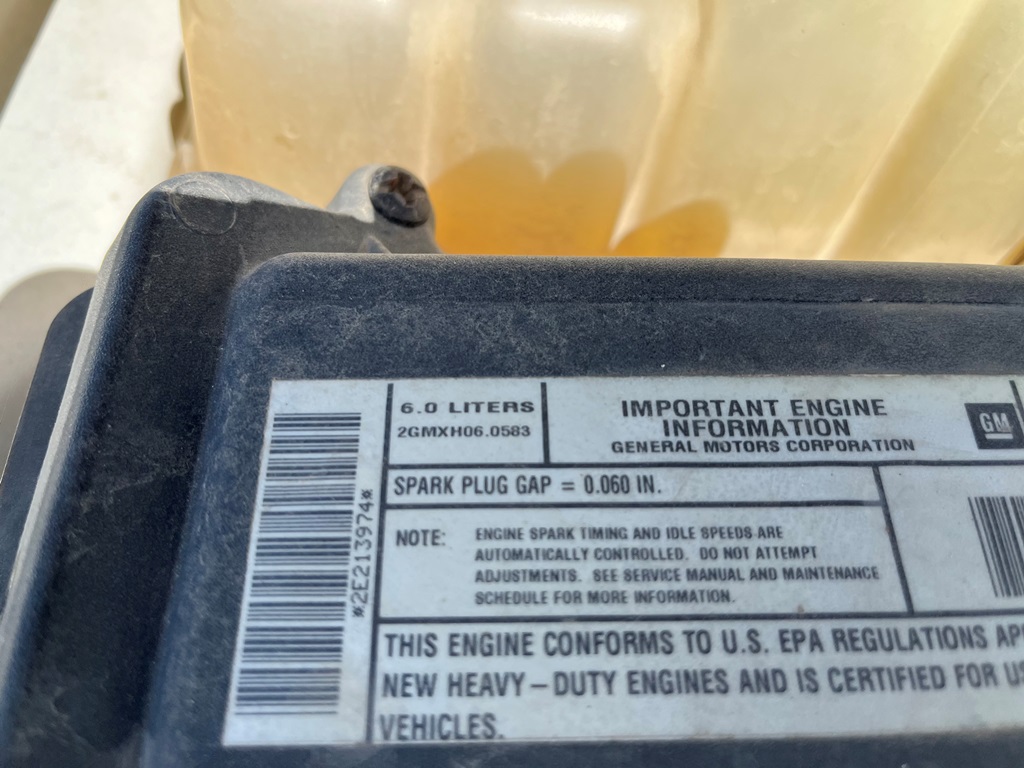 6.0 LITERS
2GMXH06.0583
IMPORTANT ENGINE
INFORMATION
GENERAL MOTORS CORPORATION
GM
SPARK PLUG GAP = 0.060 IN.
NOTE: ENGINE SPARK TIMING AND IDLE SPEEDS ARE
AUTOMATICALLY CONTROLLED. DO NOT ATTEMPT
ADJUSTMENTS. SEE SERVICE MANUAL AND MAINTENANCE
SCHEDULE FOR MORE INFORMATION.
*2E213974*
THIS ENGINE CONFORMS TO U.S. EPA REGULATIONS
NEW HEAVY-DUTY ENGINES AND IS CERTIFIED FOR
VEHICLES.